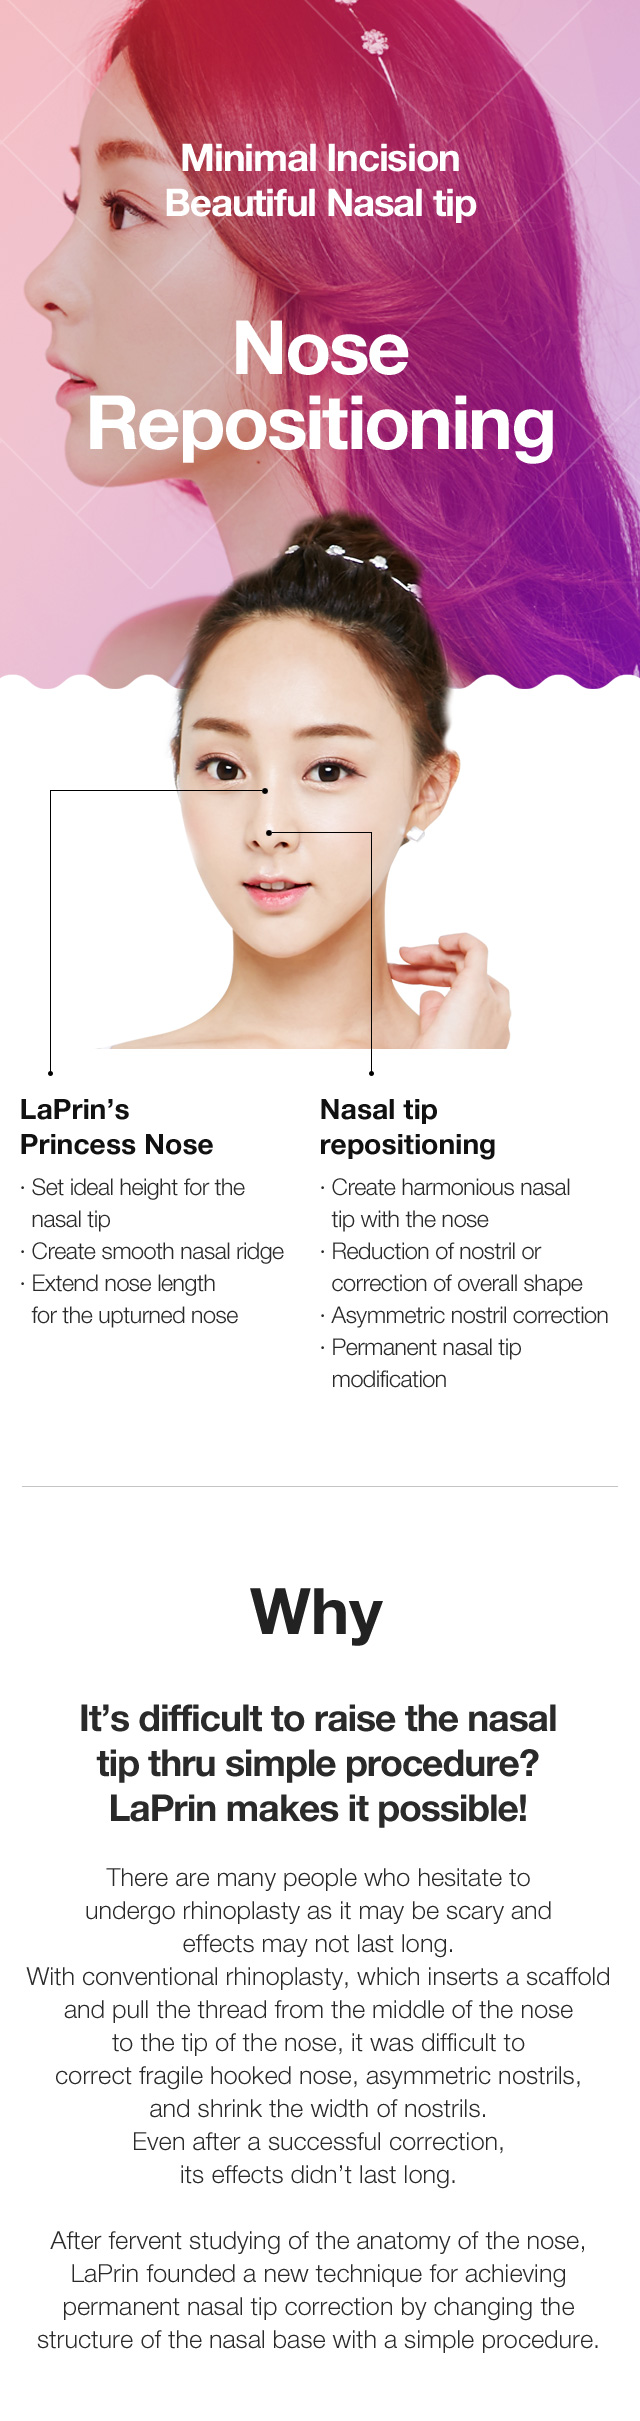 Minimal Incision
Beautiful Nasal tip
Nose
Repositioning
LaPrin’s
Princess Nose
· Set ideal height for the
nasal tip
· Create smooth nasal ridge
· Extend nose length
for the upturned nose
Nasal tip
repositioning
· Create harmonious nasal
tip with the nose
· Reduction of nostril or
correction of overall shape
· Asymmetric nostril correction
· Permanent nasal tip
modification
Why
It’s difficult to raise the nasal
tip thru simple procedure?
LaPrin makes it possible!
There are many people who hesitate to
undergo rhinoplasty as it may be scary and
effects may not last long.
With conventional rhinoplasty, which inserts a scaffold
and pull the thread from the middle of the nose
to the tip of the nose, it was difficult to
correct fragile hooked nose, asymmetric nostrils,
and shrink the width of nostrils.
Even after a successful correction,
its effects didn’t last long.
After fervent studying of the anatomy of the nose,
LaPrin founded a new technique for achieving
permanent nasal tip correction by changing the
structure of the nasal base with a simple procedure.